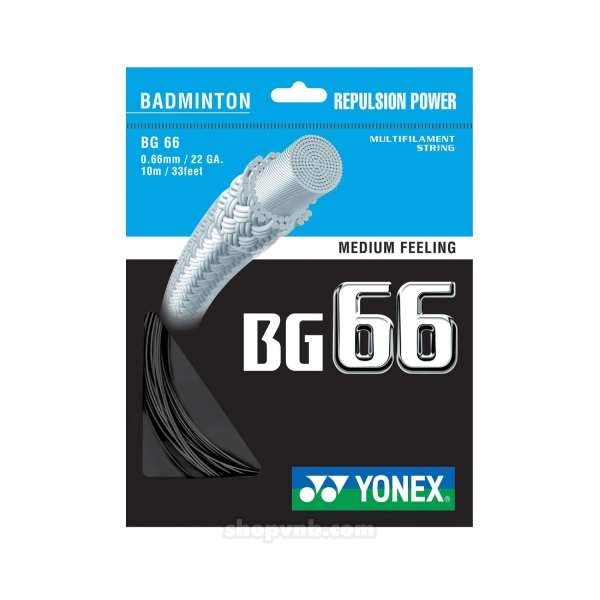 BADMINTON
REPULSION POWER
BG 66
0.66mm / 22 GA.
10m / 33feet
MULTIFILAMENT
STRING
MEDIUM FEELING
BG 66
YONEX®
shopvnb.com